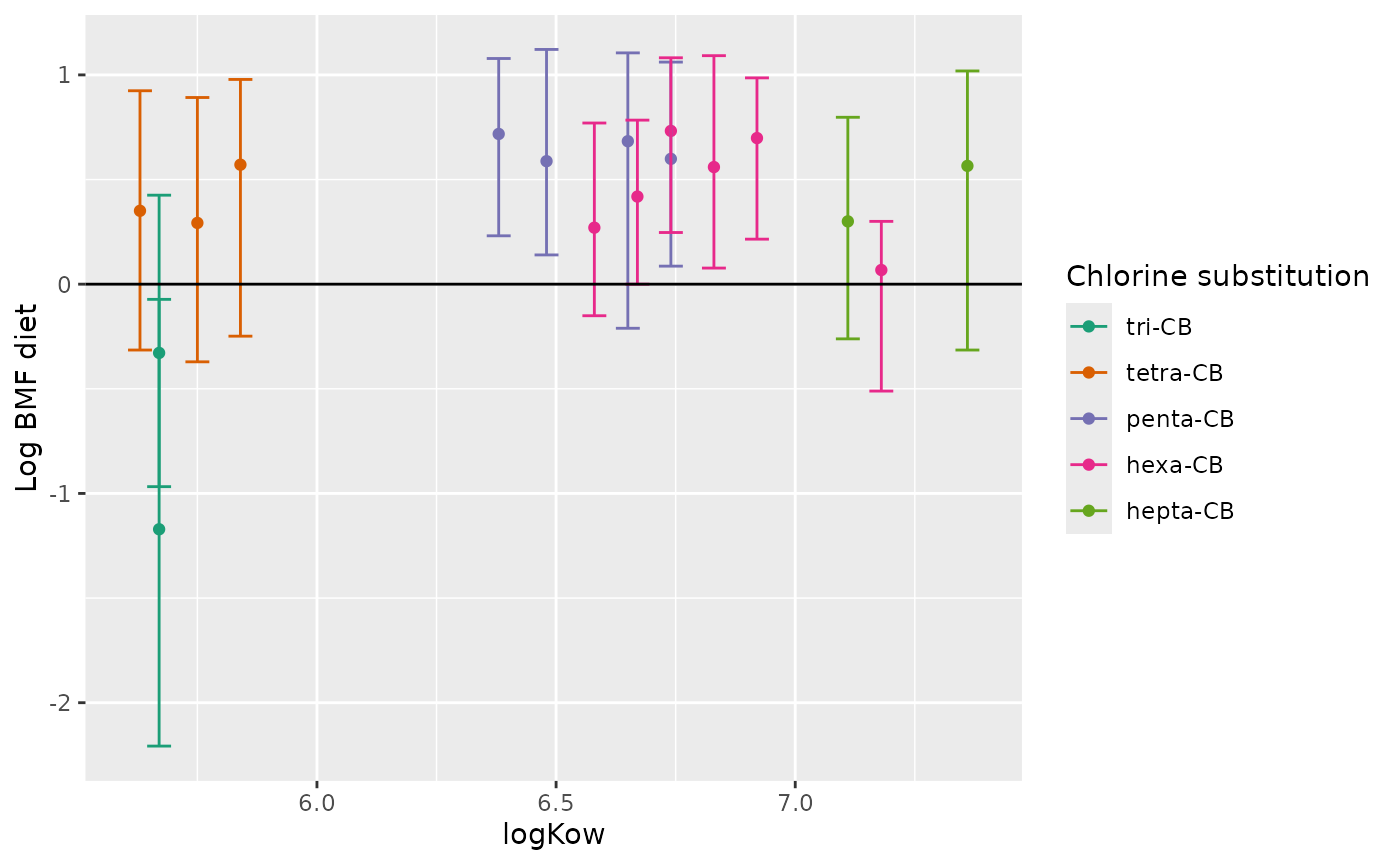 1
0
-1
-2
Log BMF diet
6.0
6.5
7.0
logKow
Chlorine substitution
tri-CB
tetra-CB
penta-CB
hexa-CB
hepta-CB